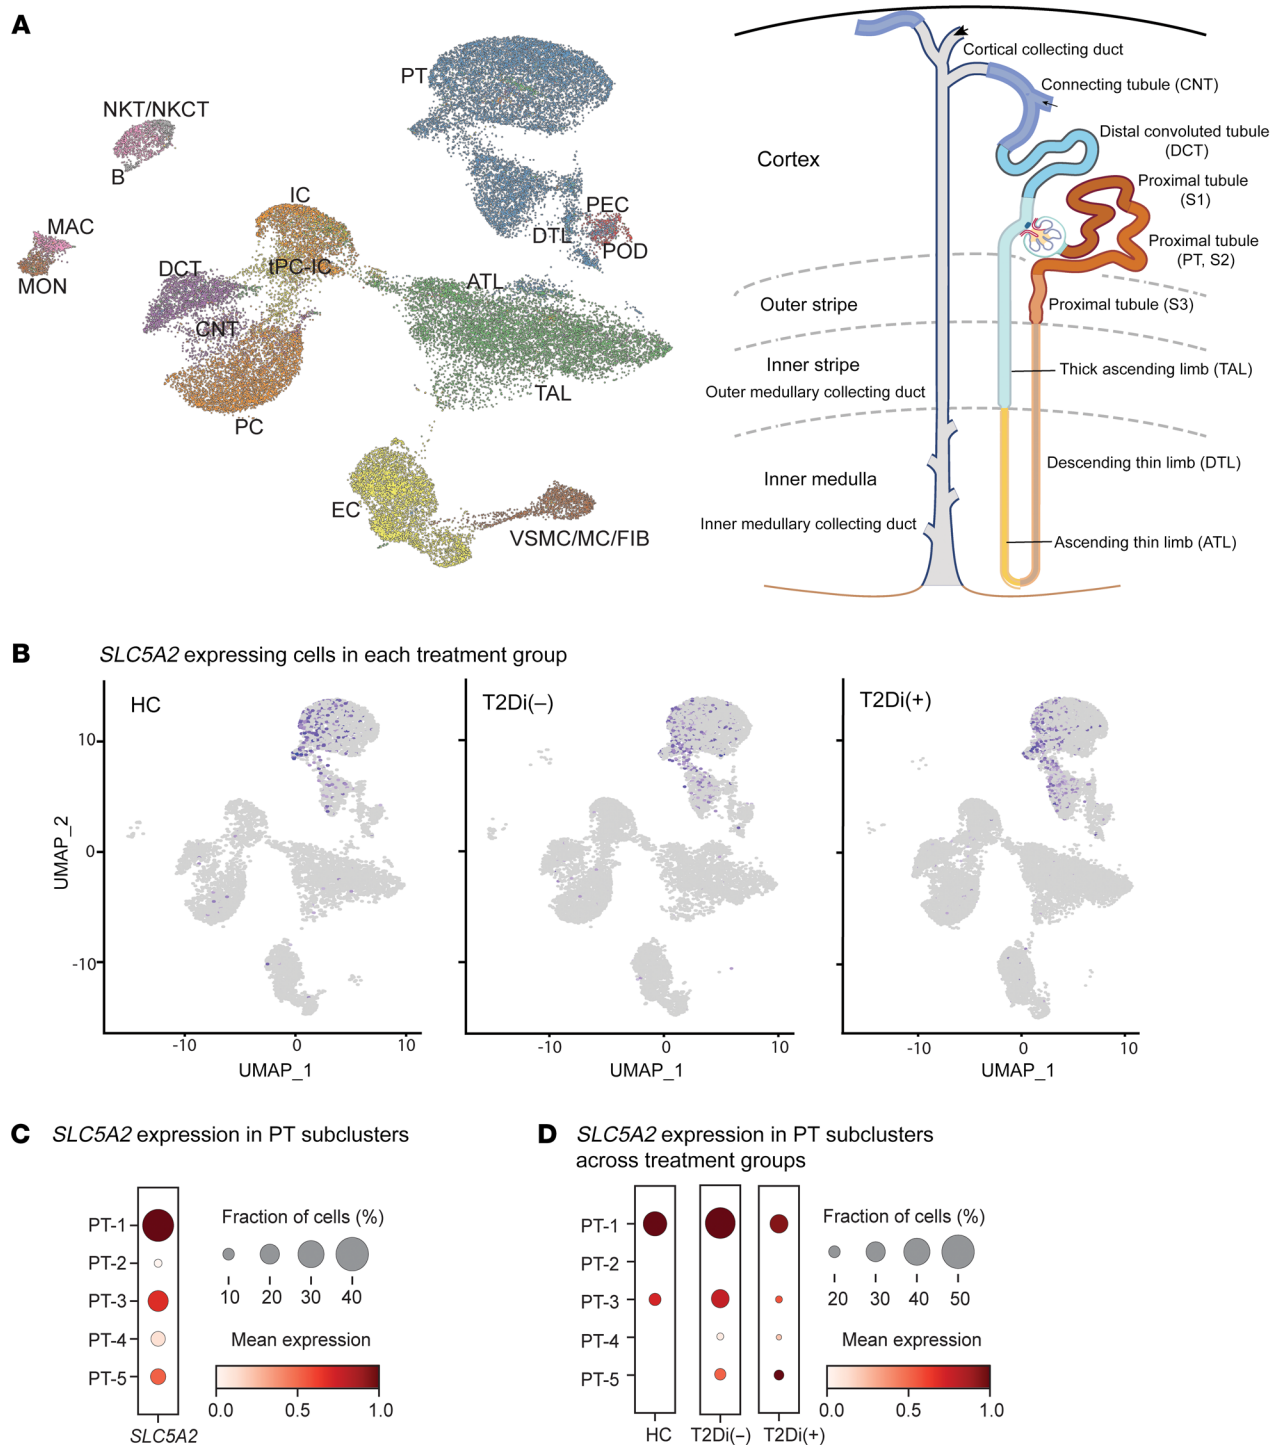 A
PT
NKT/NKCT
B
IC
MAC
MON
DCT
tPC-IC
CNT
PC
PEC
DTL
POD
ATL
TAL
EC
VSMC/MC/FIB
Cortical collecting duct
Connecting tubule (CNT)
Distal convoluted tubule
(DCT)
Cortex
Proximal tubule
(S1)
Proximal tubule
(PT, S2)
Outer stripe
Proximal tubule (S3)
Inner stripe
Thick ascending limb (TAL)
Outer medullary collecting duct
Descending thin limb (DTL)
Inner medulla
Inner medullary collecting duct
Ascending thin limb (ATL)
B
SLC5A2 expressing cells in each treatment group
HC
T2Di(–)
T2Di(+)
10
0
-10
UMAP_2
-10 0 10
UMAP_1
-10 0 10
UMAP_1
-10 0 10
UMAP_1
C
SLC5A2 expression in PT subclusters
PT-1
PT-2
PT-3
PT-4
PT-5
SLC5A2
Fraction of cells (%)
10 20 30 40
Mean expression
0.0 0.5 1.0
D
SLC5A2 expression in PT subclusters
across treatment groups
PT-1
PT-2
PT-3
PT-4
PT-5
HC T2Di(–) T2Di(+)
Fraction of cells (%)
20 30 40 50
Mean expression
0.0 0.5 1.0